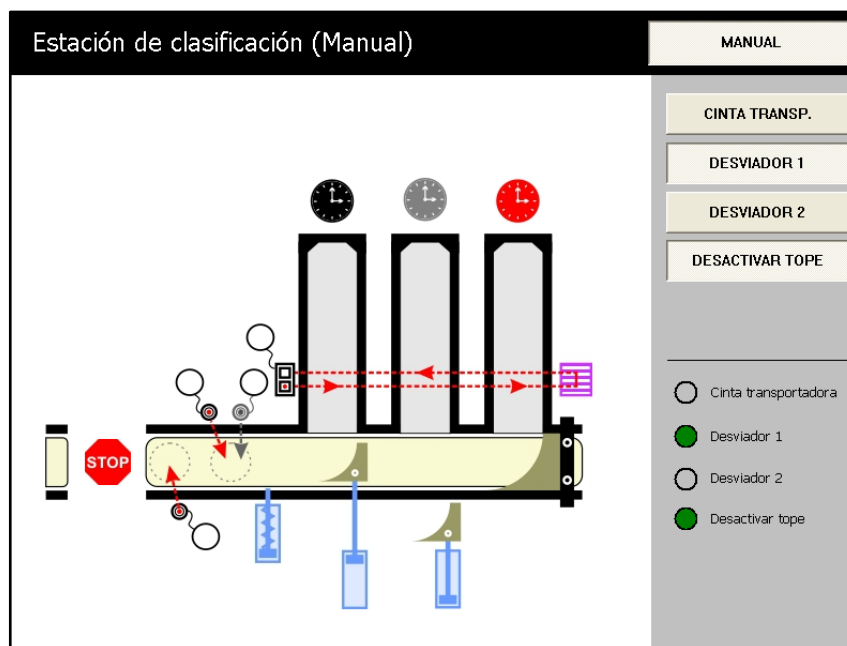 Estación de clasificación (Manual)
MANUAL
CINTA TRANSP.
DESVIADOR 1
DESVIADOR 2
DESACTIVAR TOPE
STOP
Cinta transportadora
Desviador 1
Desviador 2
Desactivar tope